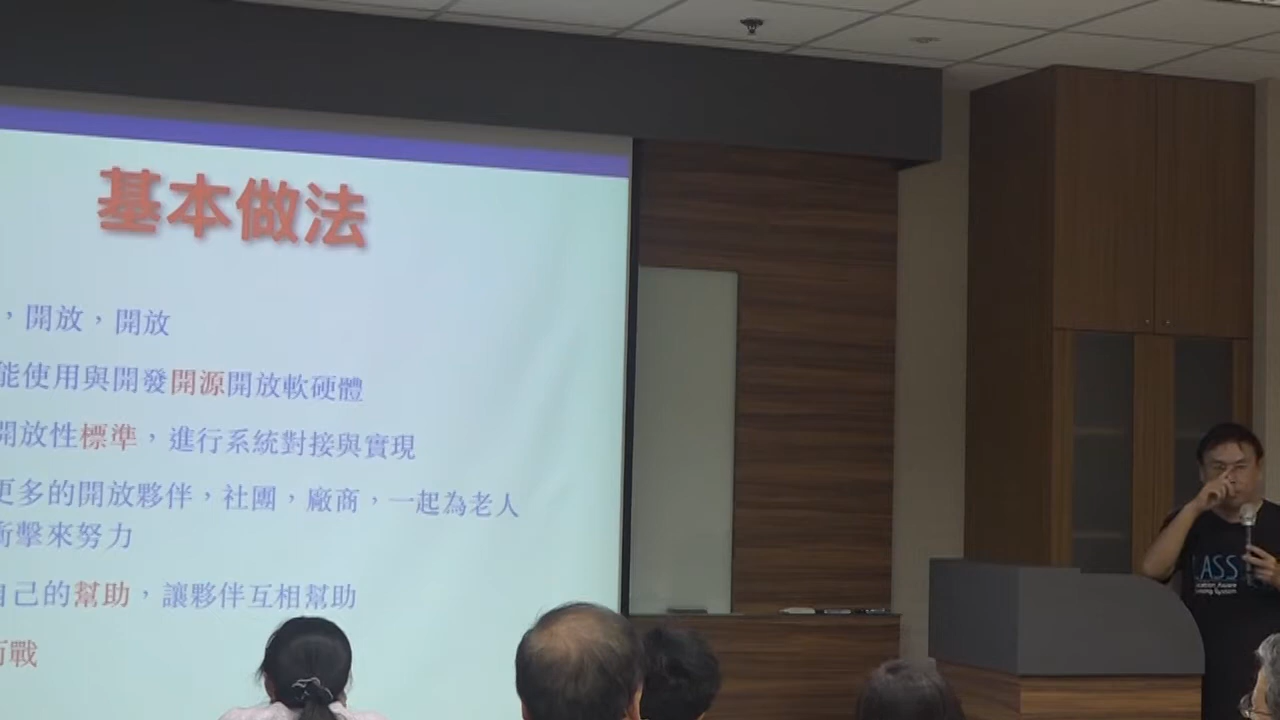 基本做法
，開放，開放
能使用與開發開源開放軟硬體
開放性標準，進行系統對接與實現
更多的開放夥伴，社團，廠商，一起為老人
衝擊來努力
自己的幫助，讓夥伴互相幫助
戰
LASS